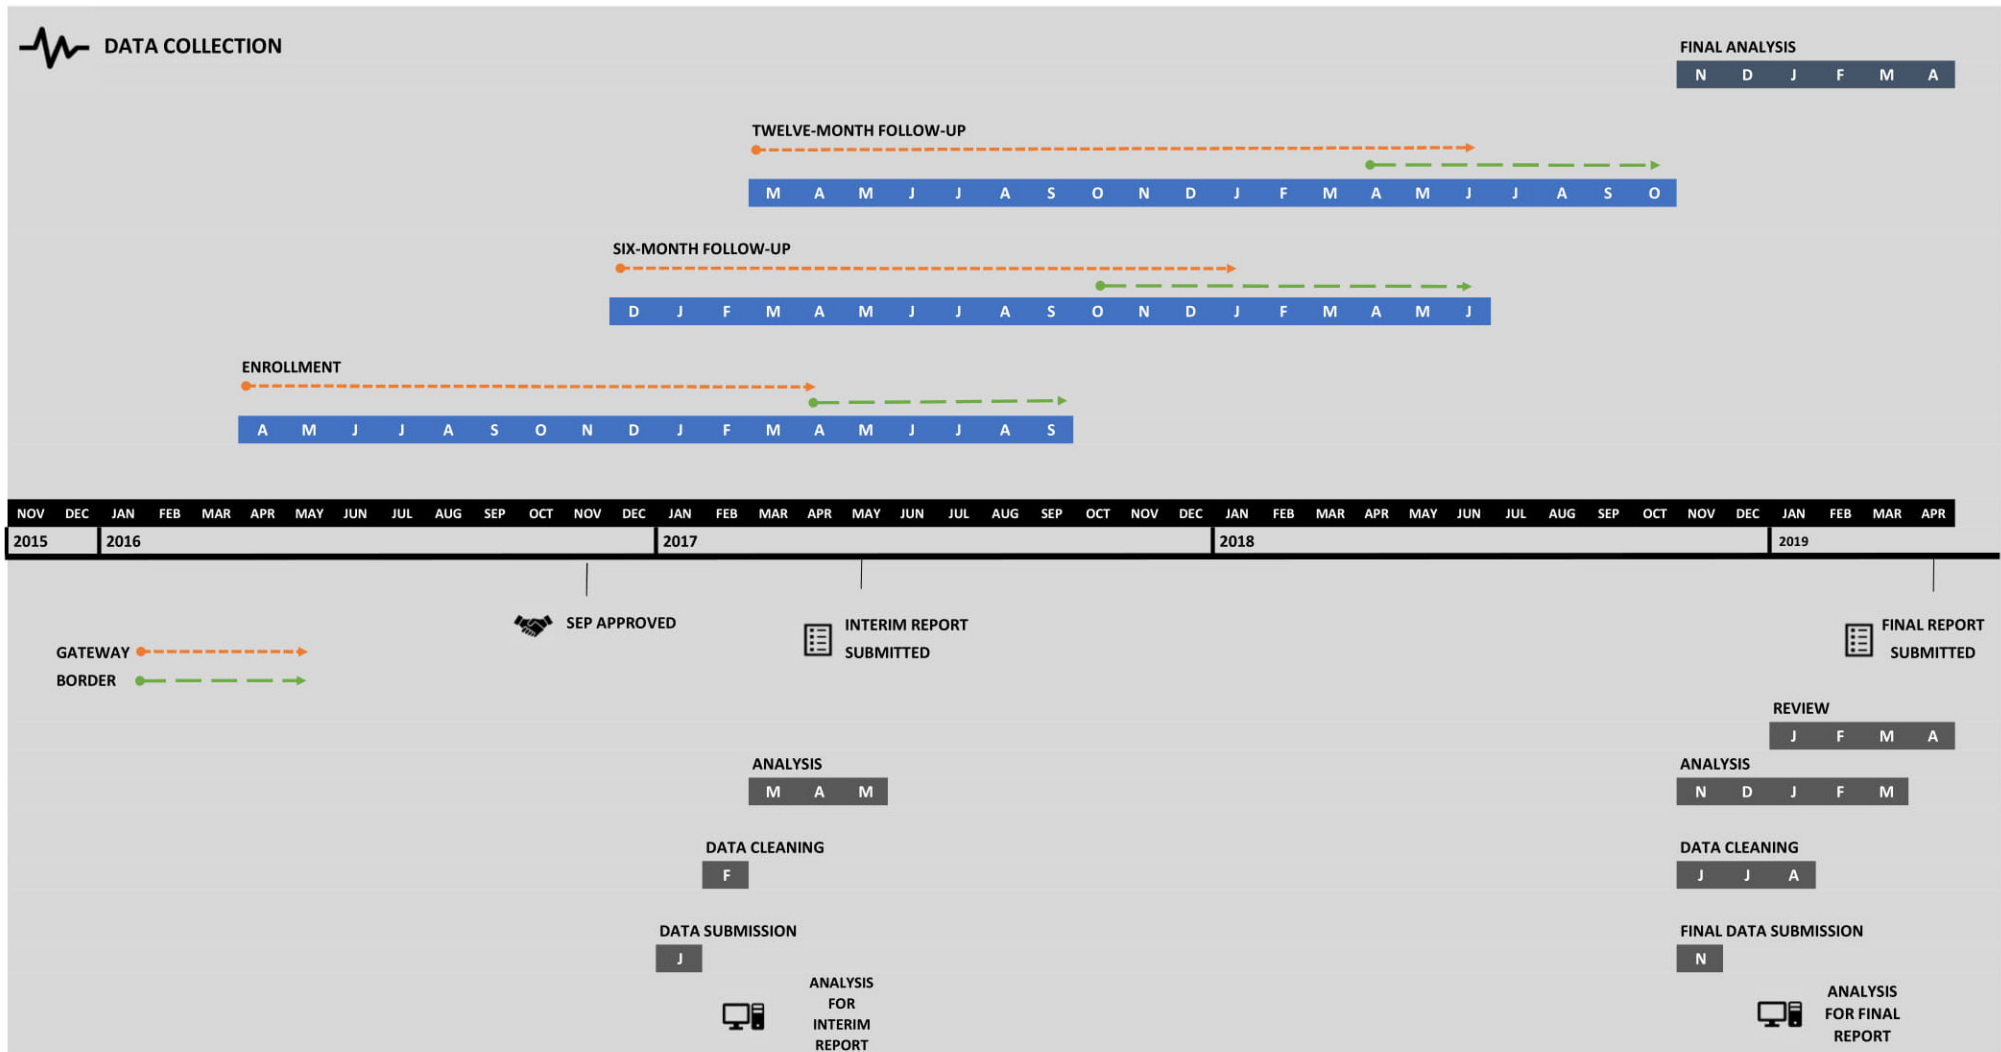 DATA COLLECTION
FINAL ANALYSIS
N D J F M A
TWELVE-MONTH FOLLOW-UP
M A M J J A S O N D J F M A M J J A S O
SIX-MONTH FOLLOW-UP
D J F M A M J J A S O N D J F M A M J
ENROLLMENT
A M J J A S O N D J F M A M J J A S
NOV DEC JAN FEB MAR APR MAY JUN JUL AUG SEP OCT NOV DEC JAN FEB MAR APR MAY JUN JUL AUG SEP OCT NOV DEC JAN FEB MAR APR MAY JUN JUL AUG SEP OCT NOV DEC JAN FEB MAR APR
2015 2016 2017 2018 2019
SEP APPROVED
INTERIM REPORT
SUBMITTED
FINAL REPORT
SUBMITTED
GATEWAY
BORDER
REVIEW
J F M A
ANALYSIS
M A M
ANALYSIS
N D J F M
DATA CLEANING
F
DATA CLEANING
J J A
DATA SUBMISSION
J
FINAL DATA SUBMISSION
N
ANALYSIS
FOR
INTERIM
REPORT
ANALYSIS
FOR FINAL
REPORT